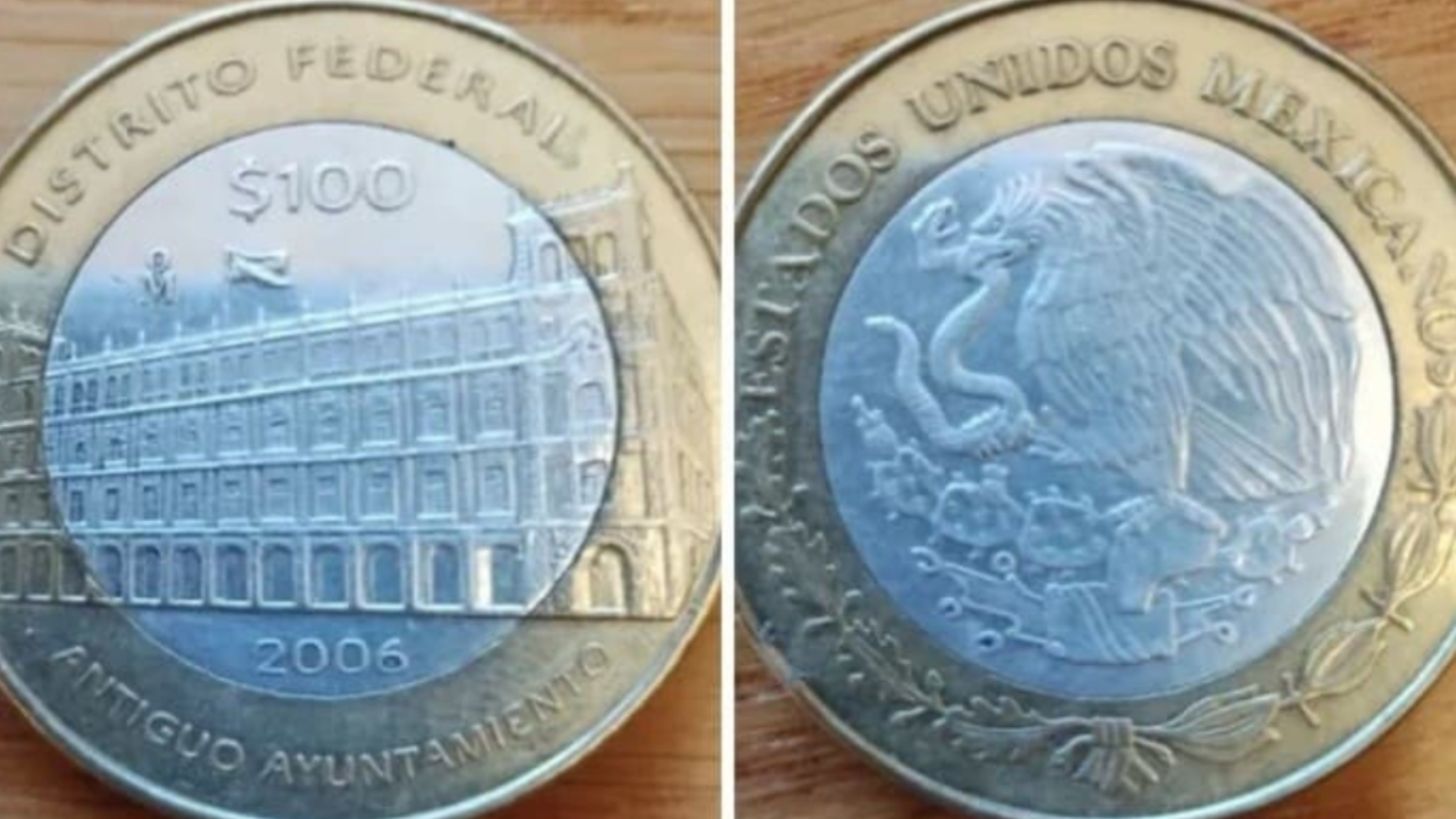 DISTRITO FEDERAL
$100
2006
ANTIGUO AYUNTAMIENTO
ESTADOS UNIDOS MEXICANOS